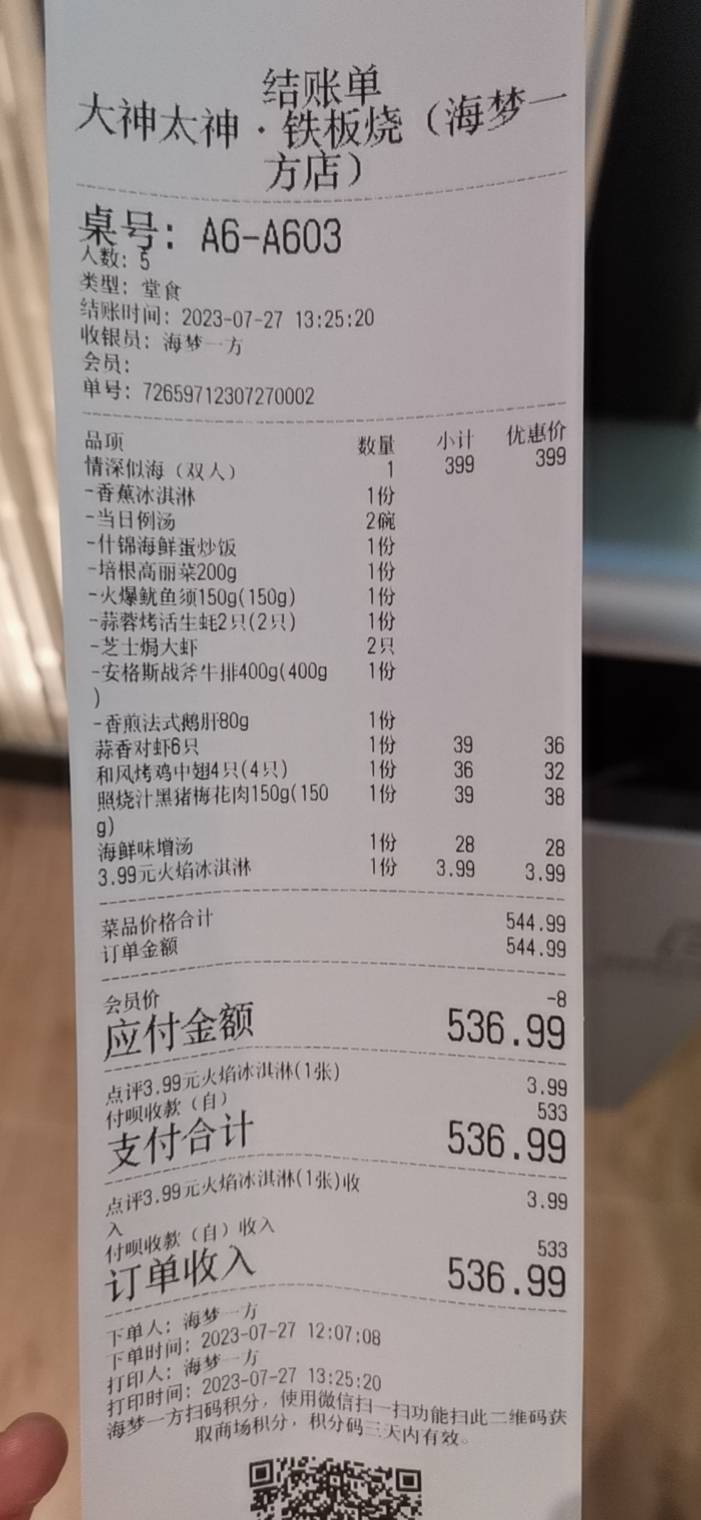 结账单
大神太神·铁板烧（海梦一
方店）
桌号：A6-A603
人数：5
类型：堂食
结账时间：2023-07-27 13:25:20
收银员：海梦一方
会员：
单号：72659712307270002
品项 数量 小计 优惠价
情深似海（双人） 1 399 399
-香蕉冰淇淋 1份
-当日例汤 2碗
-什锦海鲜蛋炒饭 1份
-培根高丽菜200g 1份
-火爆鱿鱼须150g(150g) 1份
-蒜蓉烤活生蚝2只(2只) 1份
-芝士焗大虾 2只
-安格斯战斧牛排400g(400g 1份
)
-香煎法式鹅肝80g 1份
蒜香对虾6只 1份 39 36
和风烤鸡中翅4只(4只) 1份 36 32
照烧汁黑猪梅花肉150g(150 1份 39 38
g)
海鲜味增汤 1份 28 28
3.99元火焰冰淇淋 1份 3.99 3.99
菜品价格合计 544.99
订单金额 544.99
会员价 -8
应付金额 536.99
点评3.99元火焰冰淇淋(1张) 3.99
付呗收款（自） 533
支付合计 536.99
点评3.99元火焰冰淇淋(1张)收 3.99
入
付呗收款（自）收入 533
订单收入 536.99
下单人：海梦一方
下单时间：2023-07-27 12:07:08
打印人：海梦一方
打印时间：2023-07-27 13:25:20
海梦一方扫码积分，使用微信扫一扫功能扫此二维码获
取商场积分，积分码三天内有效。